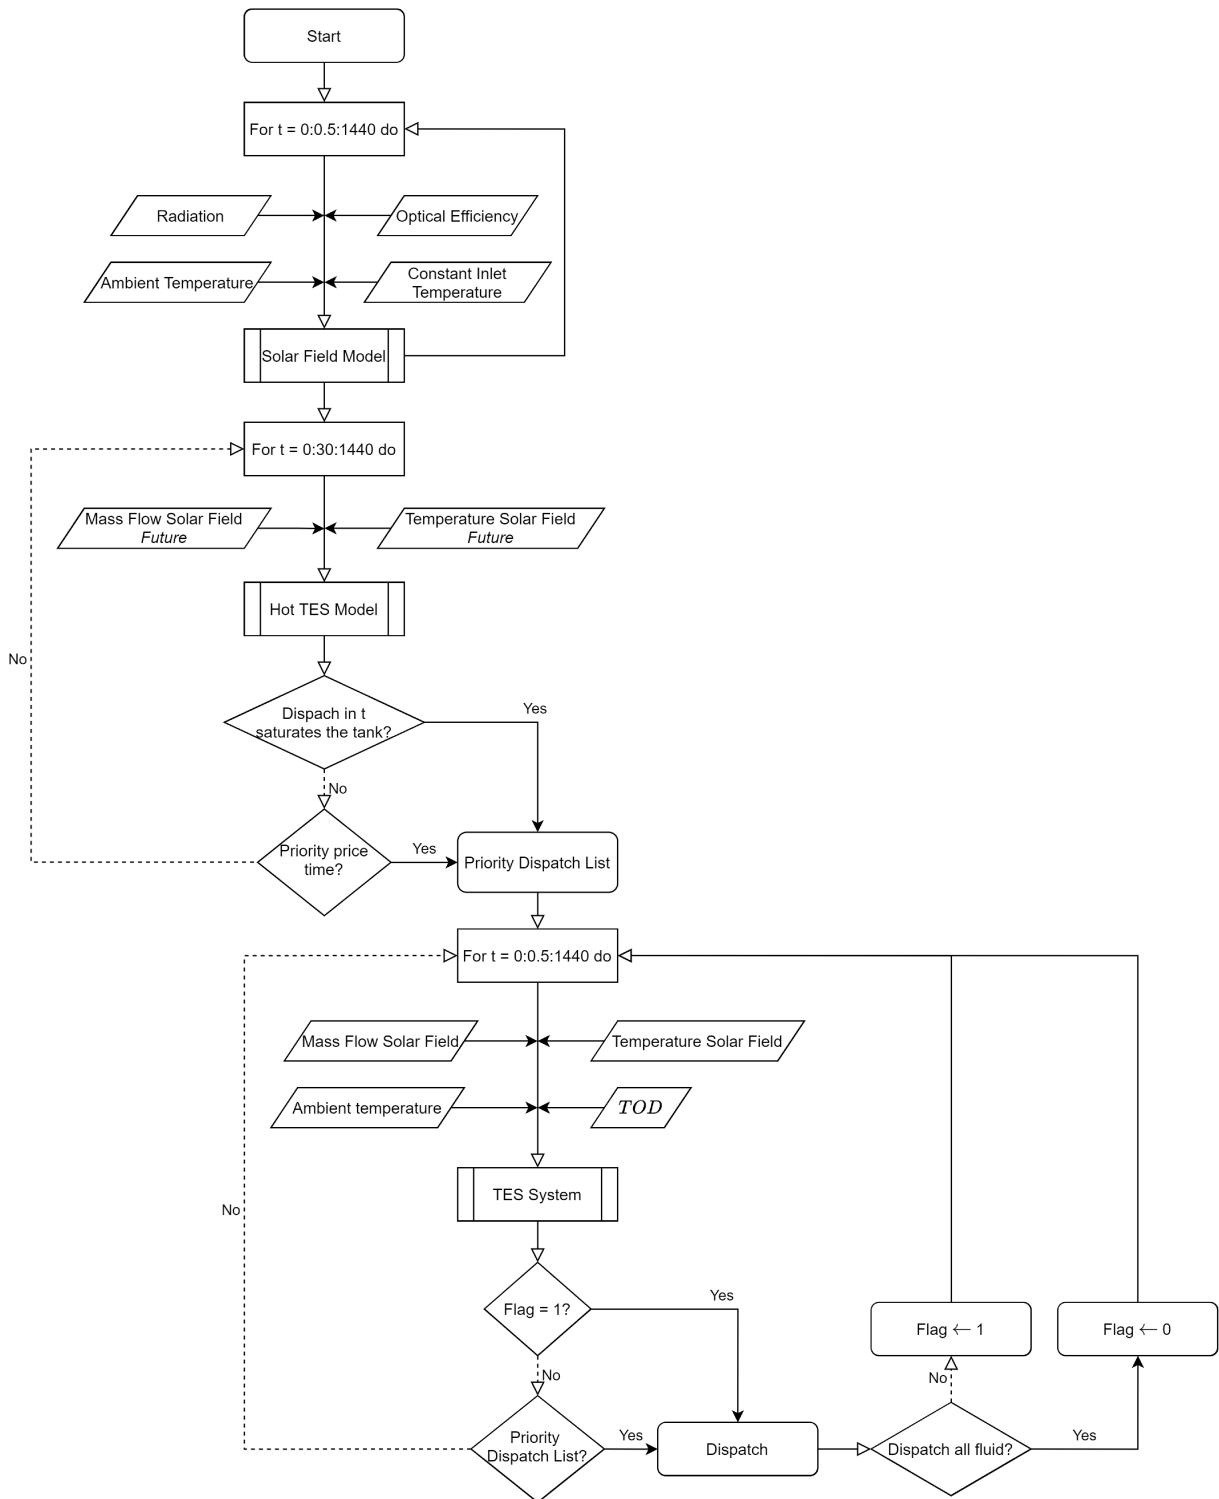 Start
For t = 0:0.5:1440 do
Radiation
Optical Efficiency
Ambient Temperature
Constant Inlet
Temperature
Solar Field Model
For t = 0:30:1440 do
Mass Flow Solar Field
Future
Temperature Solar Field
Future
Hot TES Model
No
Dispach in t
saturates the tank?
Yes
No
Priority price
time?
Yes
Priority Dispatch List
For t = 0:0.5:1440 do
Mass Flow Solar Field
Temperature Solar Field
Ambient temperature
TOD
TES System
No
Flag = 1?
Yes
Flag ← 1
Flag ← 0
No
No
Priority
Dispatch List?
Yes
Dispatch
Dispatch all fluid?
Yes